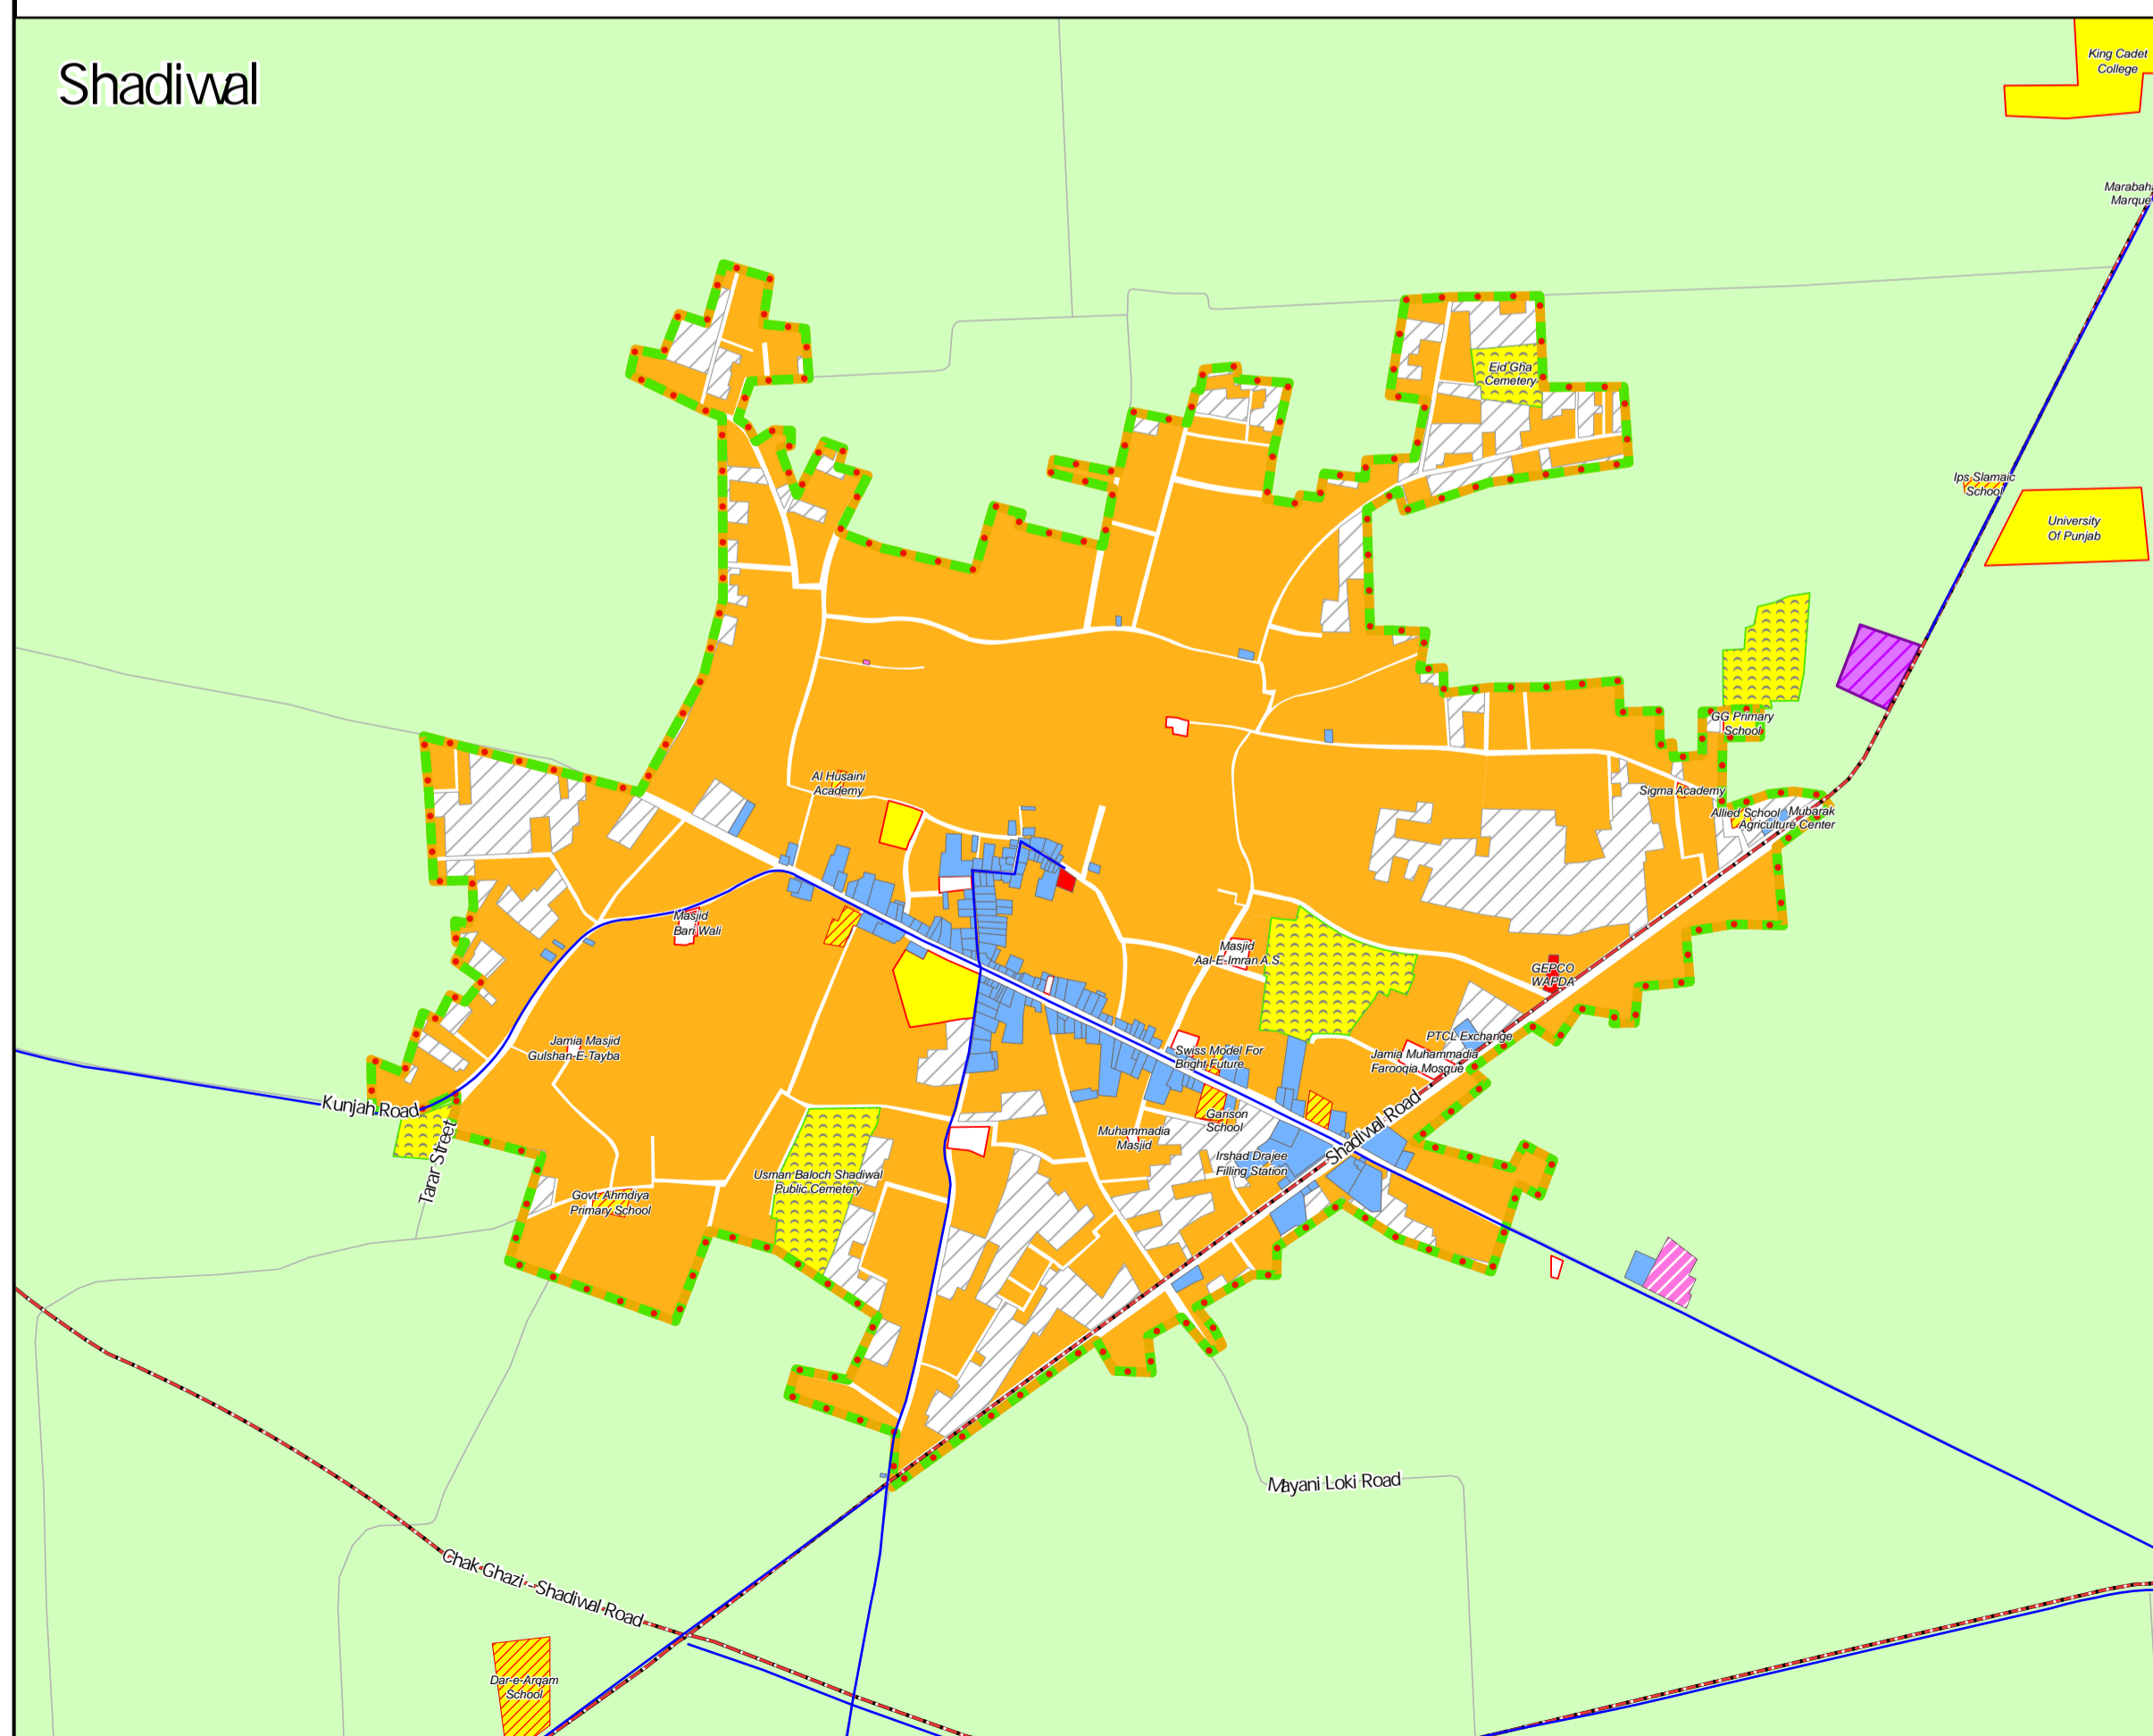 Shadiwal
King Cadet
College
Marabah
Marque
Eid Gha
Cemetery
Ips Slamaic
School
University
Of Punjab
GG Primary
School
Al Husaini
Academy
Sigma Academy
Allied School
Mubarak
Agriculture Center
Masjid
Bari Wali
Masjid
Aal-E-Imran A.S.
GEPCO
WAPDA
Jamia Masjid
Gulshan-E-Tayba
PTCL Exchange
Swiss Model For
Bright Future
Jamia Muhammadia
Farooqia Mosque
Kunjah Road
Tarar Street
Shadiwal Road
Garison
School
Muhammadia
Masjid
Irshad Drajee
Filling Station
Usman Baloch Shadiwal
Public Cemetery
Govt. Ahmdiya
Primary School
Mayani Loki Road
Chak Ghazi - Shadiwal Road
Dar-e-Arqam
School